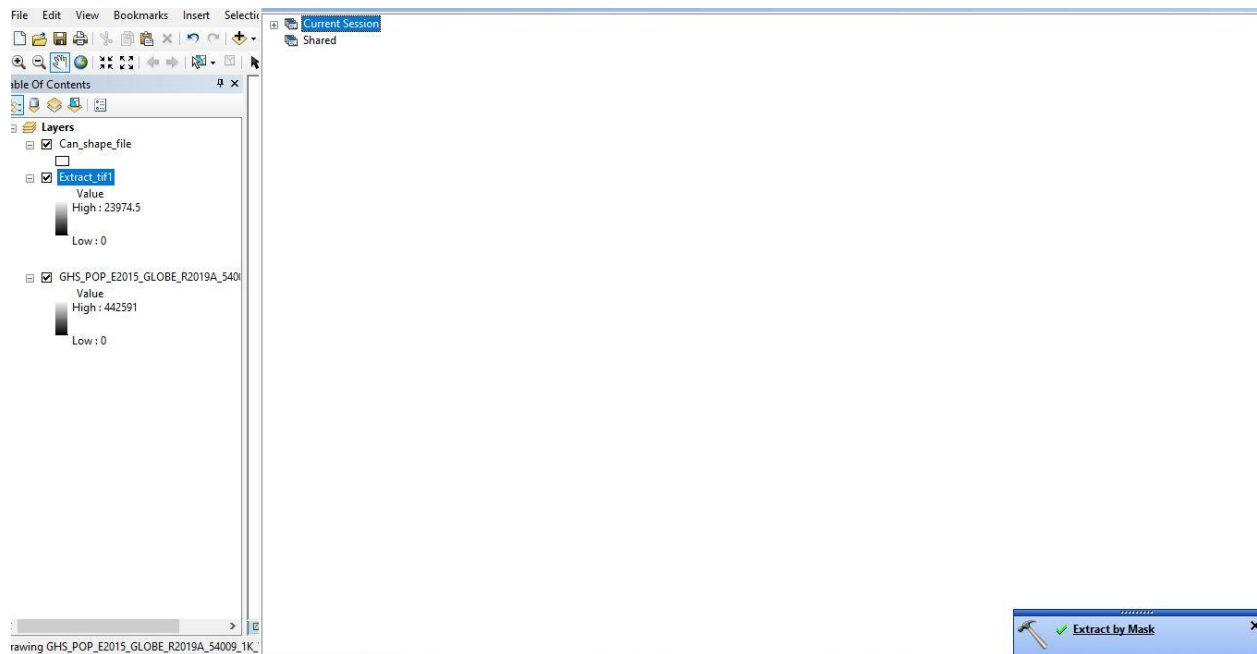 File Edit View Bookmarks Insert Selectio
Current Session
Shared
able Of Contents
Layers
Can_shape_file
Extract_tif1
Value
High : 23974.5
Low : 0
GHS_POP_E2015_GLOBE_R2019A_540
Value
High : 442591
Low : 0
Extract by Mask
rawing GHS_POP_E2015_GLOBE_R2019A_54009_1K_